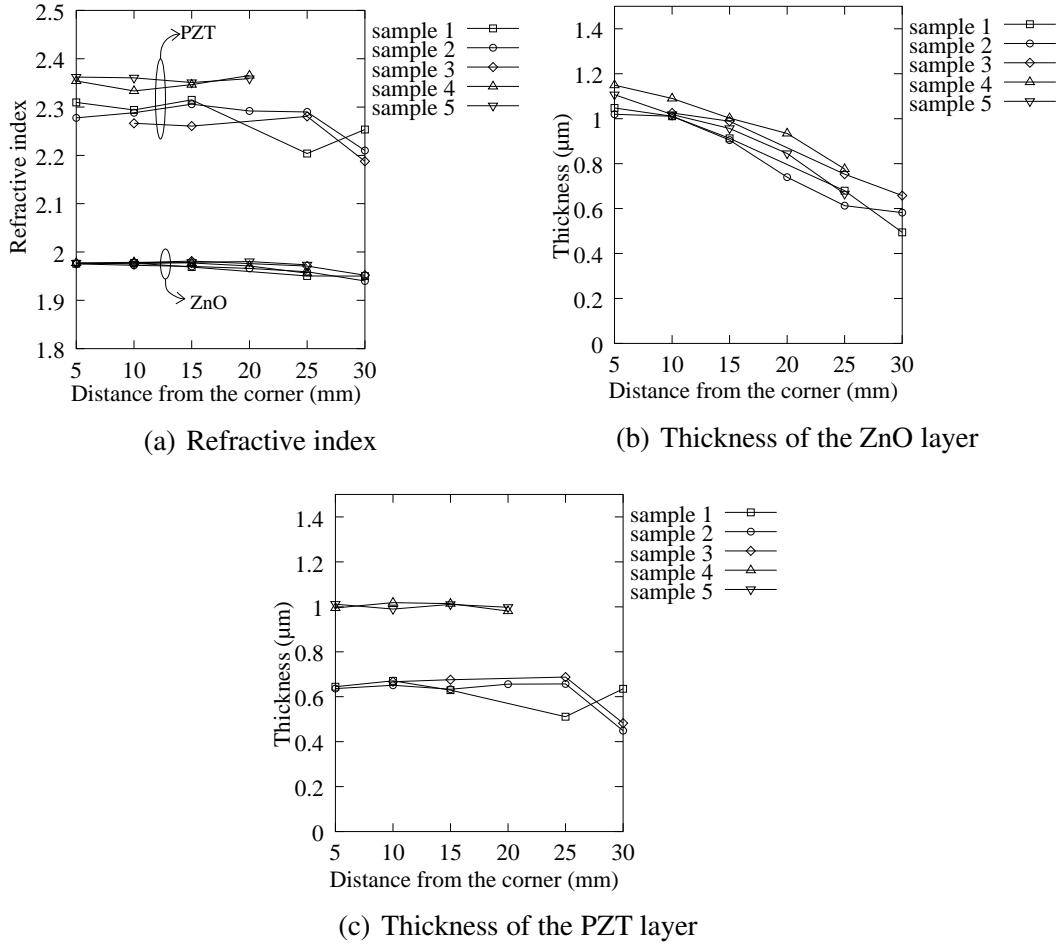 2.5
2.4
2.3
2.2
2.1
2
1.9
1.8
5 10 15 20 25 30
Refractive index
Distance from the corner (mm)
PZT
ZnO
sample 1
sample 2
sample 3
sample 4
sample 5
(a) Refractive index
1.4
1.2
1
0.8
0.6
0.4
0.2
0
5 10 15 20 25 30
Thickness (μm)
Distance from the corner (mm)
sample 1
sample 2
sample 3
sample 4
sample 5
(b) Thickness of the ZnO layer
1.4
1.2
1
0.8
0.6
0.4
0.2
0
5 10 15 20 25 30
Thickness (μm)
Distance from the corner (mm)
sample 1
sample 2
sample 3
sample 4
sample 5
(c) Thickness of the PZT layer